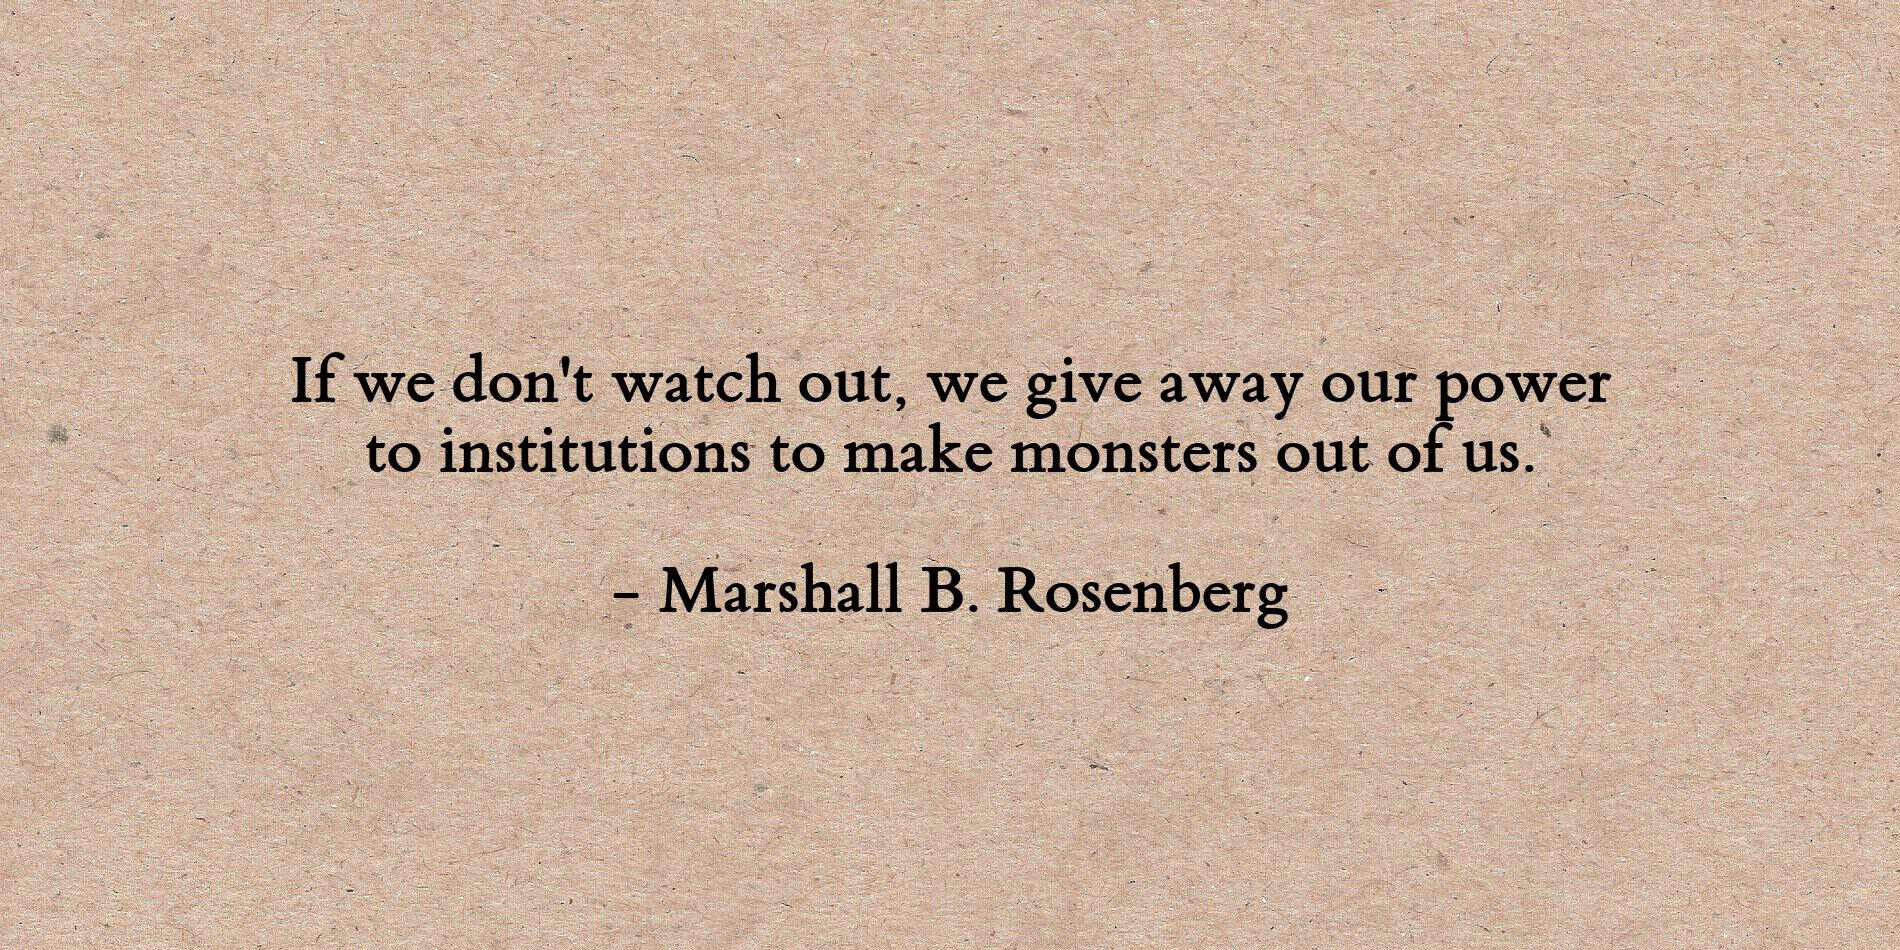 If we don't watch out, we give away our power
to institutions to make monsters out of us.
– Marshall B. Rosenberg